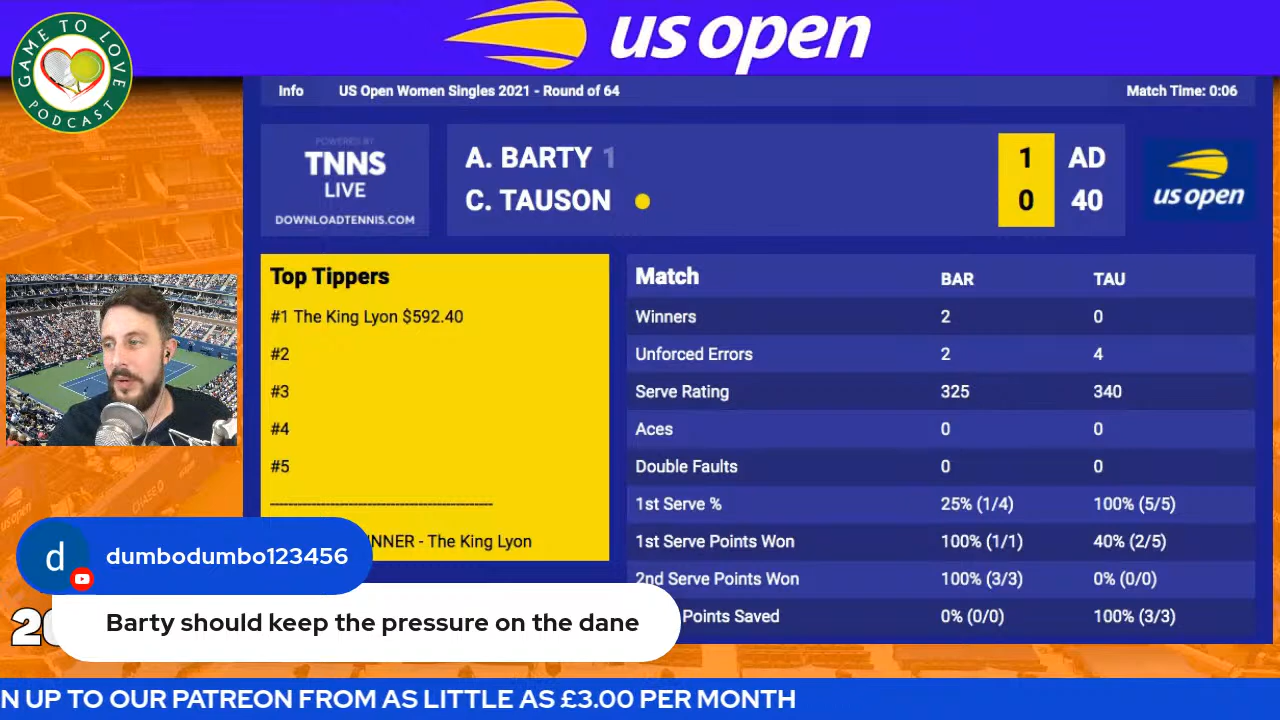 GAME TO LOVE
PODCAST
us open
Info US Open Women Singles 2021 - Round of 64 Match Time: 0:06
POWERED BY
TNNS
LIVE
DOWNLOADTENNIS.COM
A. BARTY 1 1 AD
C. TAUSON 0 40
us open
Top Tippers
#1 The King Lyon $592.40
#2
#3
#4
#5
INNER - The King Lyon
Match BAR TAU
Winners 2 0
Unforced Errors 2 4
Serve Rating 325 340
Aces 0 0
Double Faults 0 0
1st Serve % 25% (1/4) 100% (5/5)
1st Serve Points Won 100% (1/1) 40% (2/5)
2nd Serve Points Won 100% (3/3) 0% (0/0)
Points Saved 0% (0/0) 100% (3/3)
d dumbodumbo123456
Barty should keep the pressure on the dane
N UP TO OUR PATREON FROM AS LITTLE AS £3.00 PER MONTH